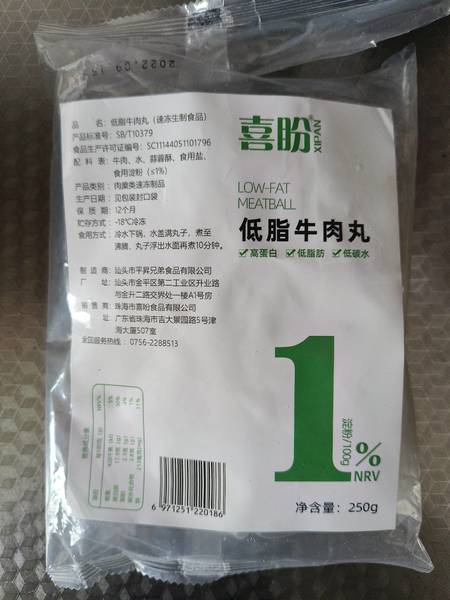 2022.09.15
品 名：低脂牛肉丸（速冻生制食品）
产品标准号：SB/T10379
食品生产许可证编号：SC11144051101796
配 料 表：牛肉、水、蒜蓉酥、食用盐、
食用淀粉（≤1%）
产品类别：肉糜类速冻制品
生产日期：见包装封口袋
保 质 期：12个月
贮存方式：-18℃冷冻
食用方式：冷水下锅，水盖满丸子，煮至
沸腾，丸子浮出水面再煮10分钟。
制 造 商：汕头市平昇兄弟食品有限公司
厂 址：汕头市金平区第二工业区升业路
与金升二路交界处一楼A1号房
经 销 商：珠海市喜盼食品有限公司
地 址：广东省珠海市吉大景园路5号津
海大厦507室
全国服务热线：0756-2288513
6 971251 220186
喜盼®
XIPAN
LOW-FAT
MEATBALL
低脂牛肉丸
高蛋白 低脂肪 低碳水
1%
淀粉/100g
NRV
净含量：250g